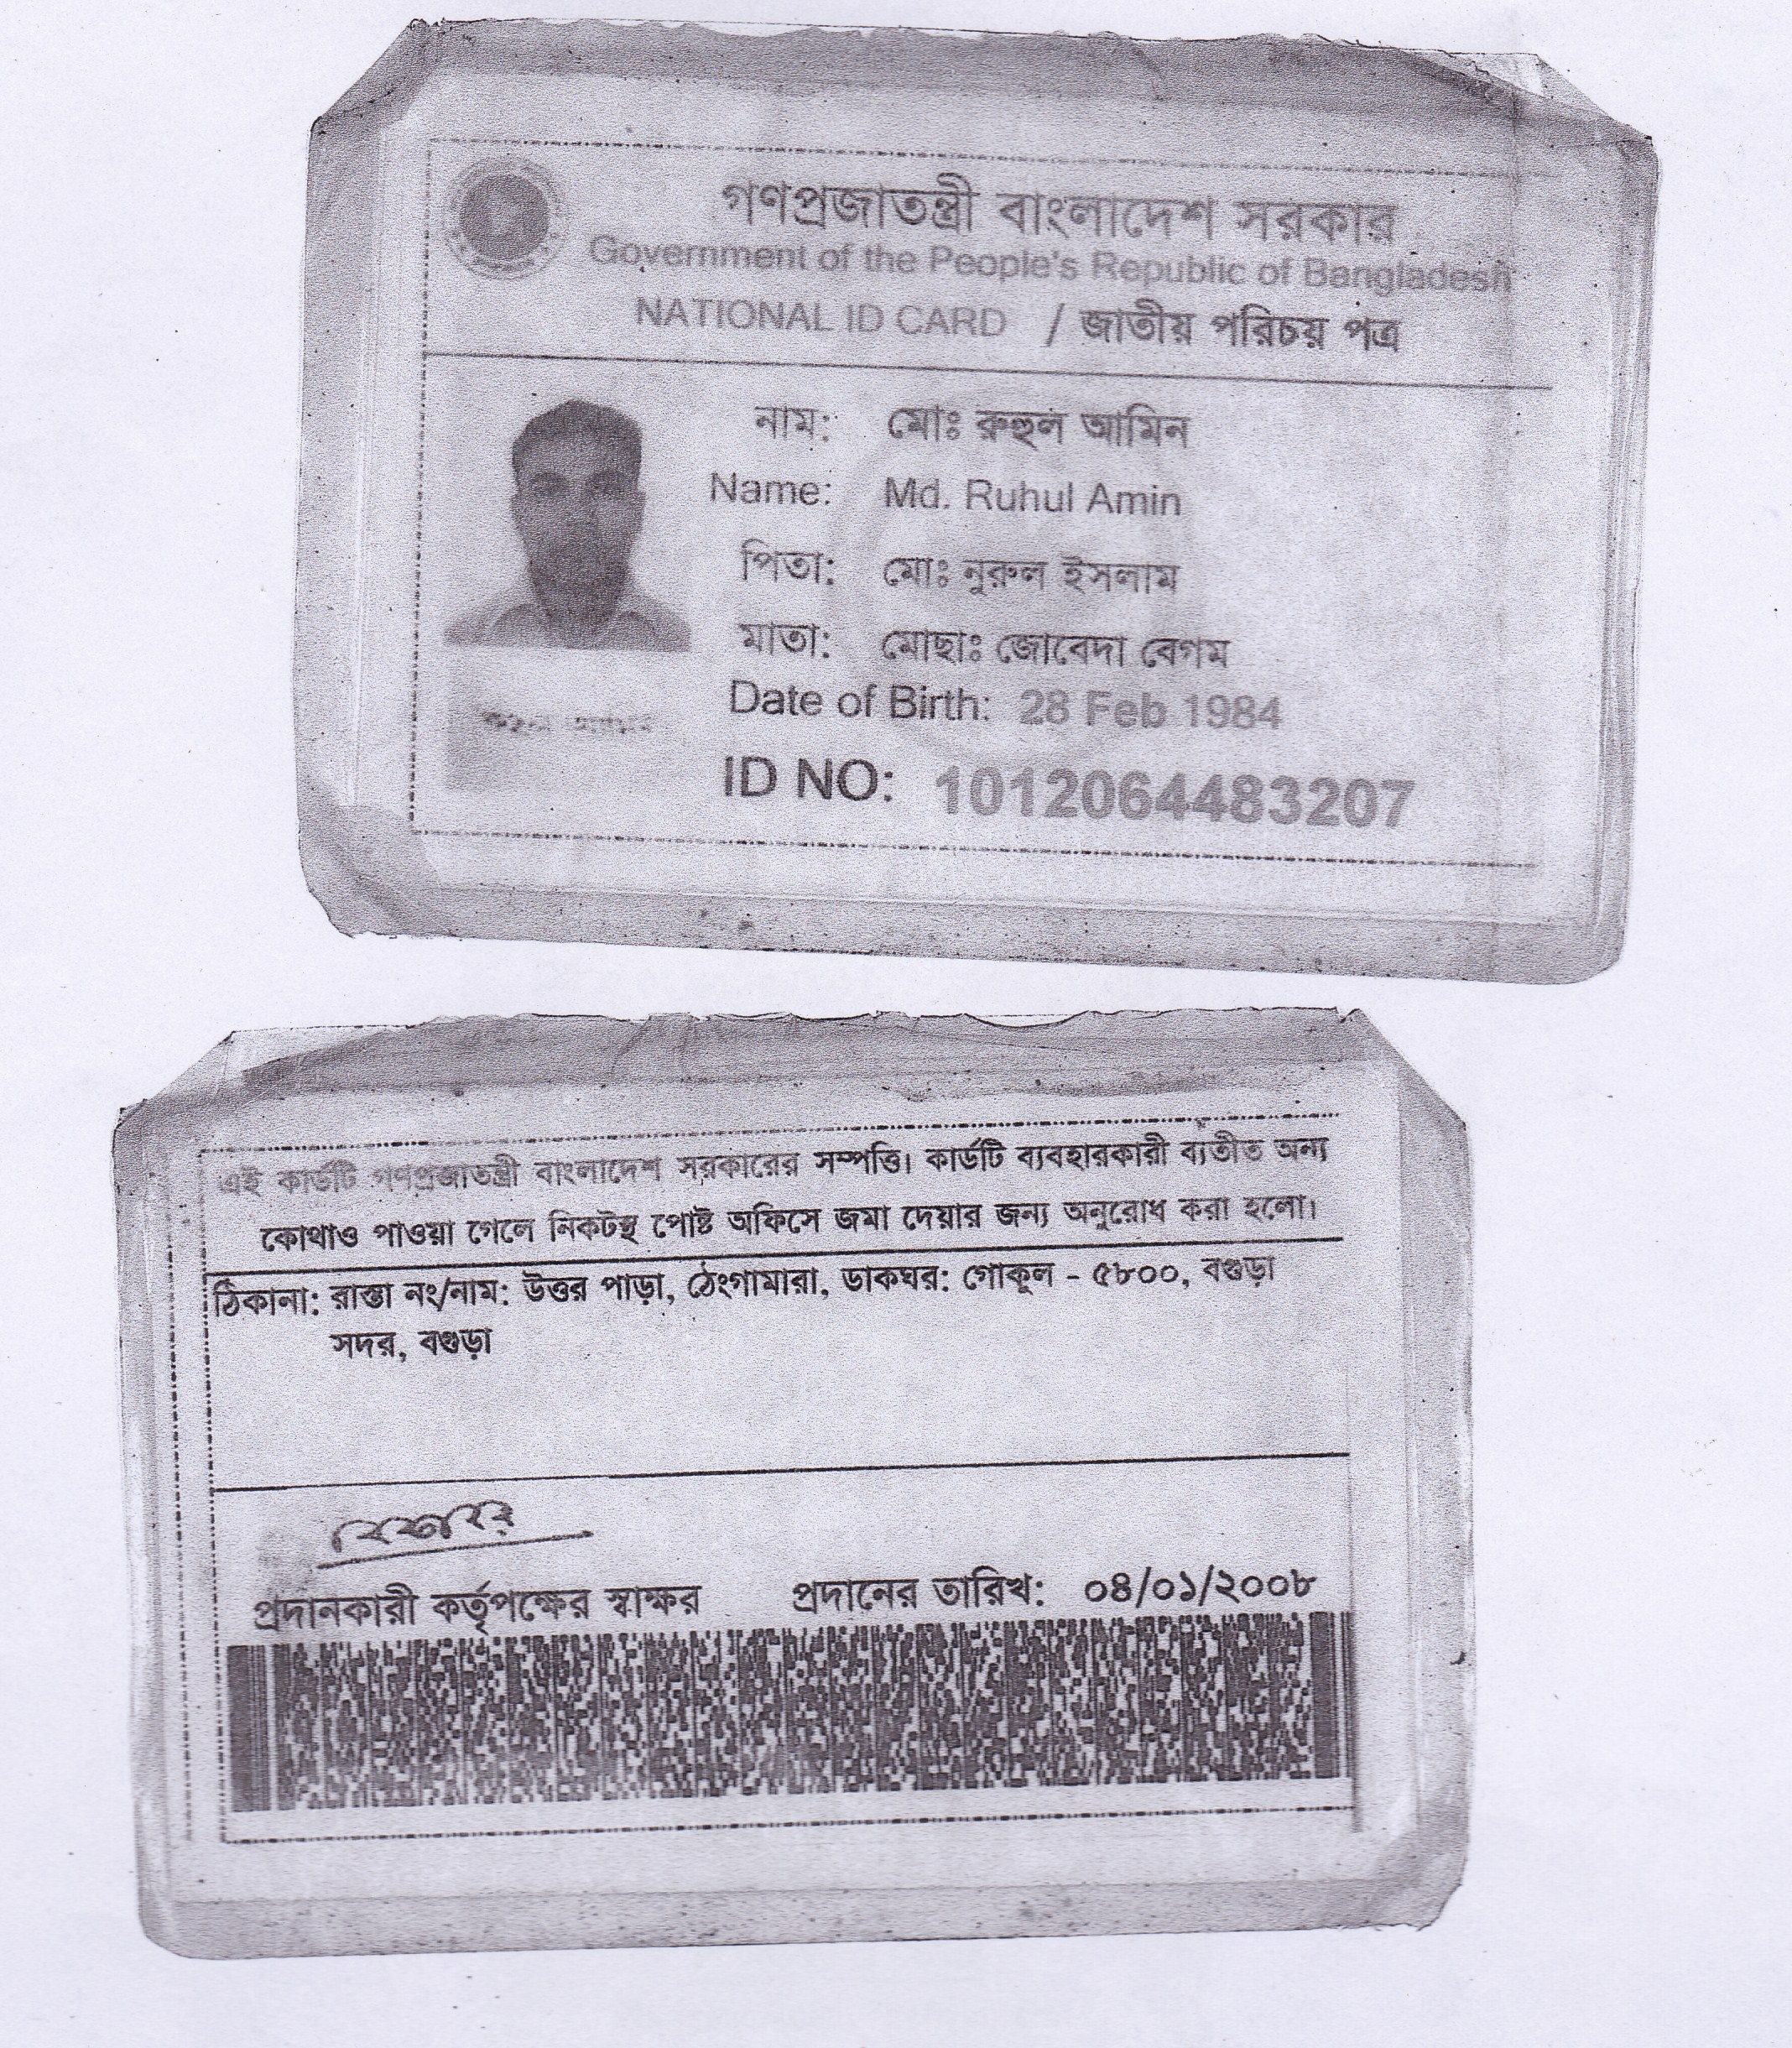 গণপ্রজাতন্ত্রী বাংলাদেশ সরকার
Government of the People's Republic of Bangladesh
NATIONAL ID CARD / জাতীয় পরিচয় পত্র
নাম: মোঃ রুহুল আমিন
Name: Md. Ruhul Amin
পিতা: মোঃ নুরুল ইসলাম
মাতা: মোছাঃ জোবেদা বেগম
Date of Birth: 28 Feb 1984
ID NO: 1012064483207
এই কার্ডটি গণপ্রজাতন্ত্রী বাংলাদেশ সরকারের সম্পত্তি। কার্ডটি ব্যবহারকারী ব্যতীত অন্য
কোথাও পাওয়া গেলে নিকটস্থ পোষ্ট অফিসে জমা দেয়ার জন্য অনুরোধ করা হলো।
ঠিকানা: রাস্তা নং/নাম: উত্তর পাড়া, ঠেংগামারা, ডাকঘর: গোকুল - ৫৮০০, বগুড়া
সদর, বগুড়া
প্রদানকারী কর্তৃপক্ষের স্বাক্ষর প্রদানের তারিখ: ০৪/০১/২০০৮